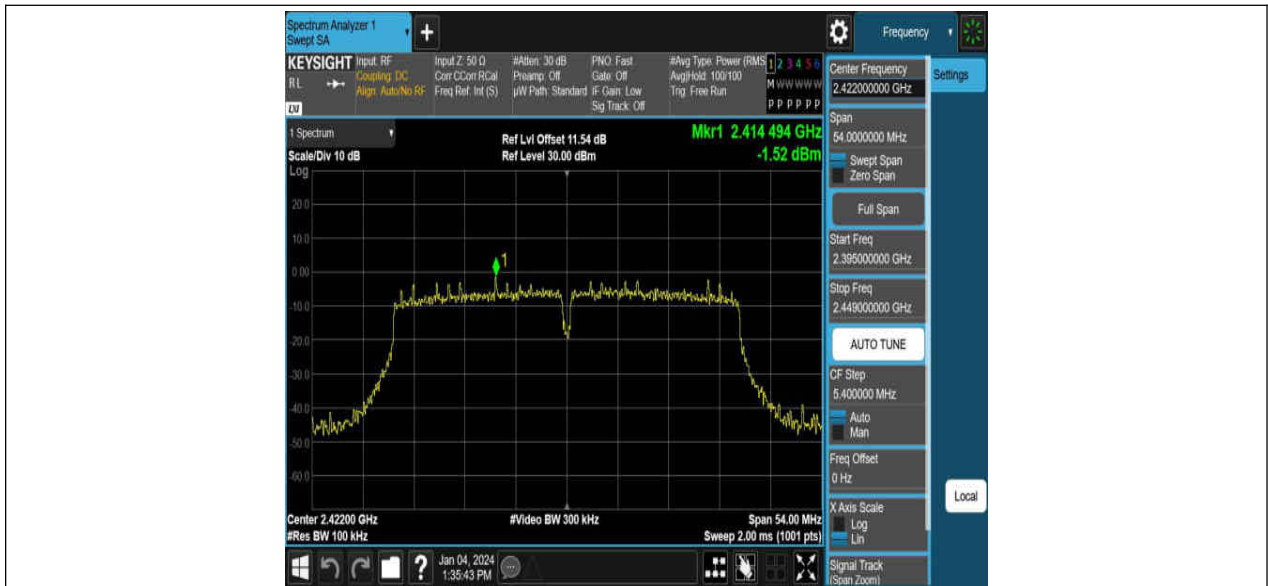 Spectrum Analyzer 1
Swept SA
+
Frequency
KEYSIGHT
RL
LXI
Input: RF
Coupling: DC
Align: Auto/No RF
Input Z: 50 Ω
Corr CCorr RCal
Freq Ref: Int (S)
#Atten: 30 dB
Preamp: Off
µW Path: Standard
PNO: Fast
Gate: Off
IF Gain: Low
Sig Track: Off
#Avg Type: Power (RMS
Avg|Hold: 100/100
Trig: Free Run
1 2 3 4 5 6
M W W W W W
P P P P P P
1 Spectrum
Scale/Div 10 dB
Ref Lvl Offset 11.54 dB
Ref Level 30.00 dBm
Mkr1 2.414 494 GHz
-1.52 dBm
Log
20.0
10.0
0.00
-10.0
-20.0
-30.0
-40.0
-50.0
-60.0
1
Center 2.42200 GHz
#Res BW 100 kHz
#Video BW 300 kHz
Span 54.00 MHz
Sweep 2.00 ms (1001 pts)
Center Frequency
2.422000000 GHz
Settings
Span
54.0000000 MHz
Swept Span
Zero Span
Full Span
Start Freq
2.395000000 GHz
Stop Freq
2.449000000 GHz
AUTO TUNE
CF Step
5.400000 MHz
Auto
Man
Freq Offset
0 Hz
X Axis Scale
Log
Lin
Local
Signal Track
(Span Zoom)
?
Jan 04, 2024
1:35:43 PM